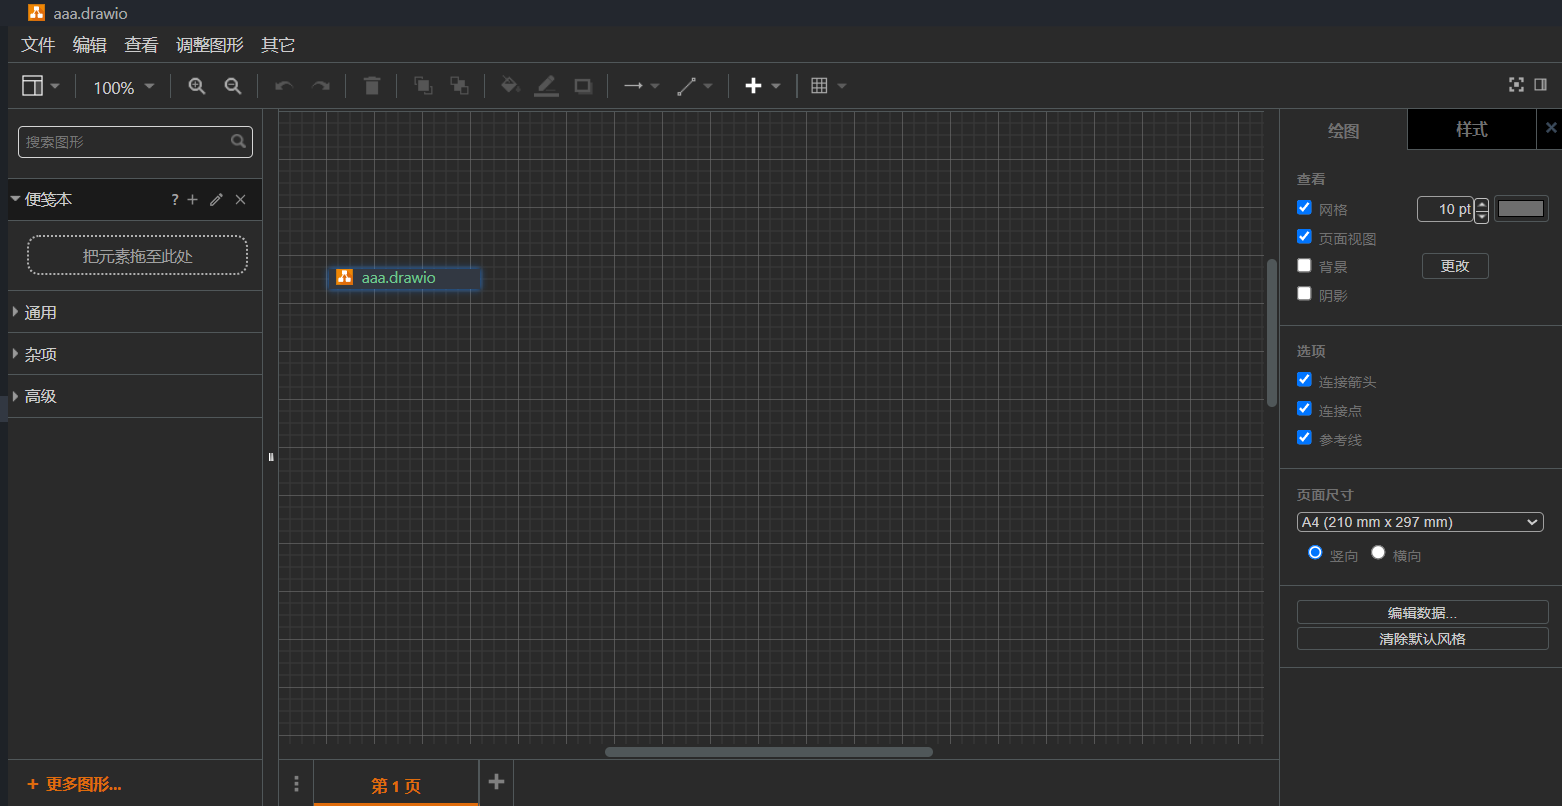 aaa.drawio
文件 编辑 查看 调整图形 其它
100%
搜索图形
便笺本 ?
把元素拖至此处
通用
杂项
高级
更多图形...
aaa.drawio
第 1 页
绘图 样式
查看
网格 10 pt
页面视图
背景 更改
阴影
选项
连接箭头
连接点
参考线
页面尺寸
A4 (210 mm x 297 mm)
竖向 横向
编辑数据...
清除默认风格